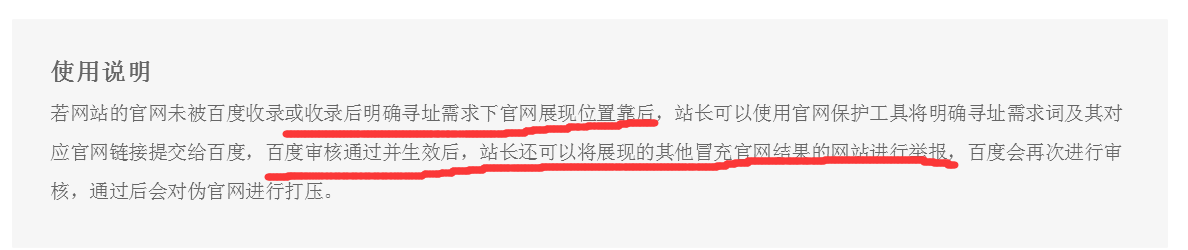 使用说明
若网站的官网未被百度收录或收录后明确寻址需求下官网展现位置靠后，站长可以使用官网保护工具将明确寻址需求词及其对
应官网链接提交给百度，百度审核通过并生效后，站长还可以将展现的其他冒充官网结果的网站进行举报，百度会再次进行审
核，通过后会对伪官网进行打压。